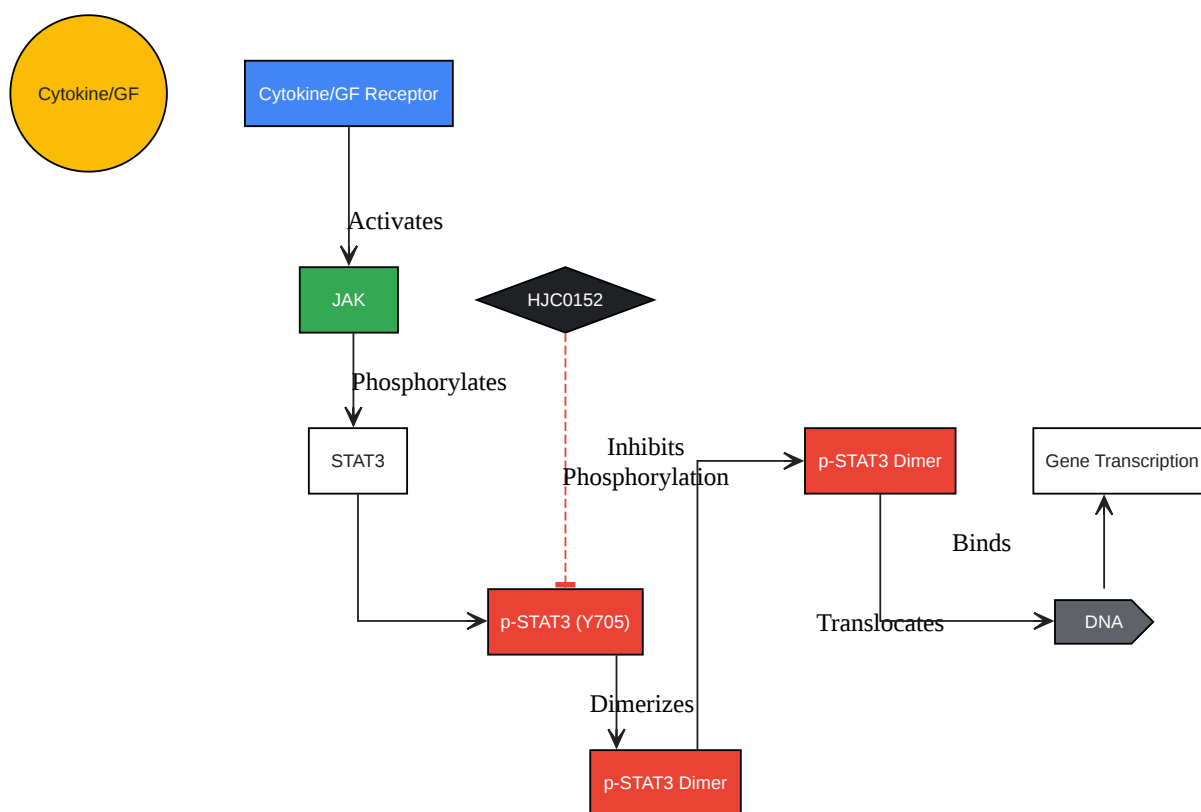 Cytokine/GF
Cytokine/GF Receptor
Activates
JAK
HJC0152
Phosphorylates
STAT3
Inhibits
Phosphorylation
p-STAT3 Dimer
Gene Transcription
Binds
p-STAT3 (Y705)
Translocates
DNA
Dimerizes
p-STAT3 Dimer